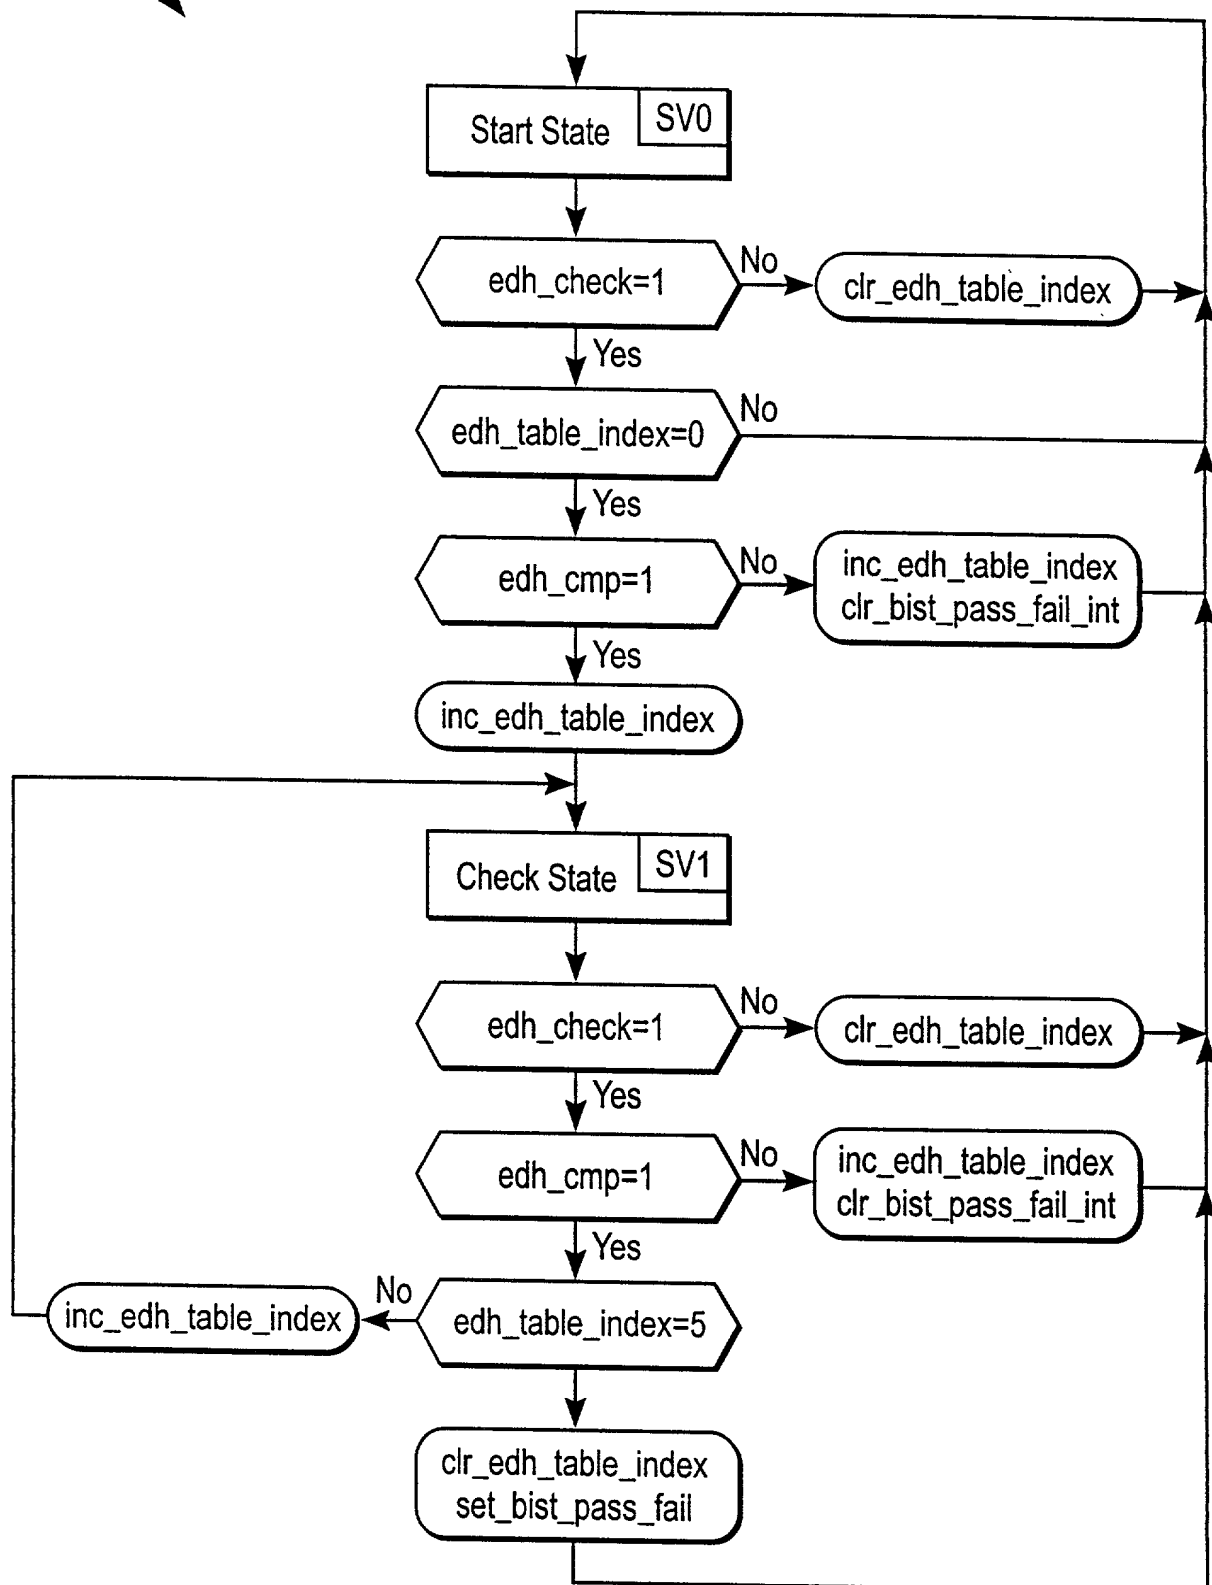 Start State
SV0
edh_check=1
No
clr_edh_table_index
Yes
edh_table_index=0
No
Yes
edh_cmp=1
No
inc_edh_table_index
clr_bist_pass_fail_int
Yes
inc_edh_table_index
Check State
SV1
edh_check=1
No
clr_edh_table_index
Yes
edh_cmp=1
No
inc_edh_table_index
clr_bist_pass_fail_int
Yes
inc_edh_table_index
No
edh_table_index=5
clr_edh_table_index
set_bist_pass_fail